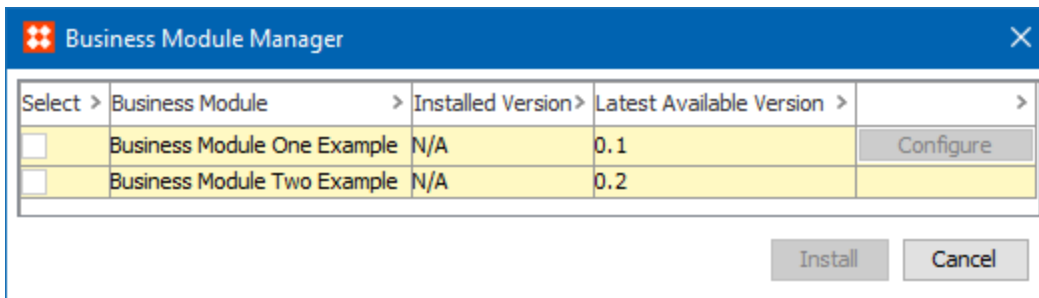 Business Module Manager
Select > Business Module > Installed Version > Latest Available Version > >
Business Module One Example N/A 0.1 Configure
Business Module Two Example N/A 0.2
Install Cancel